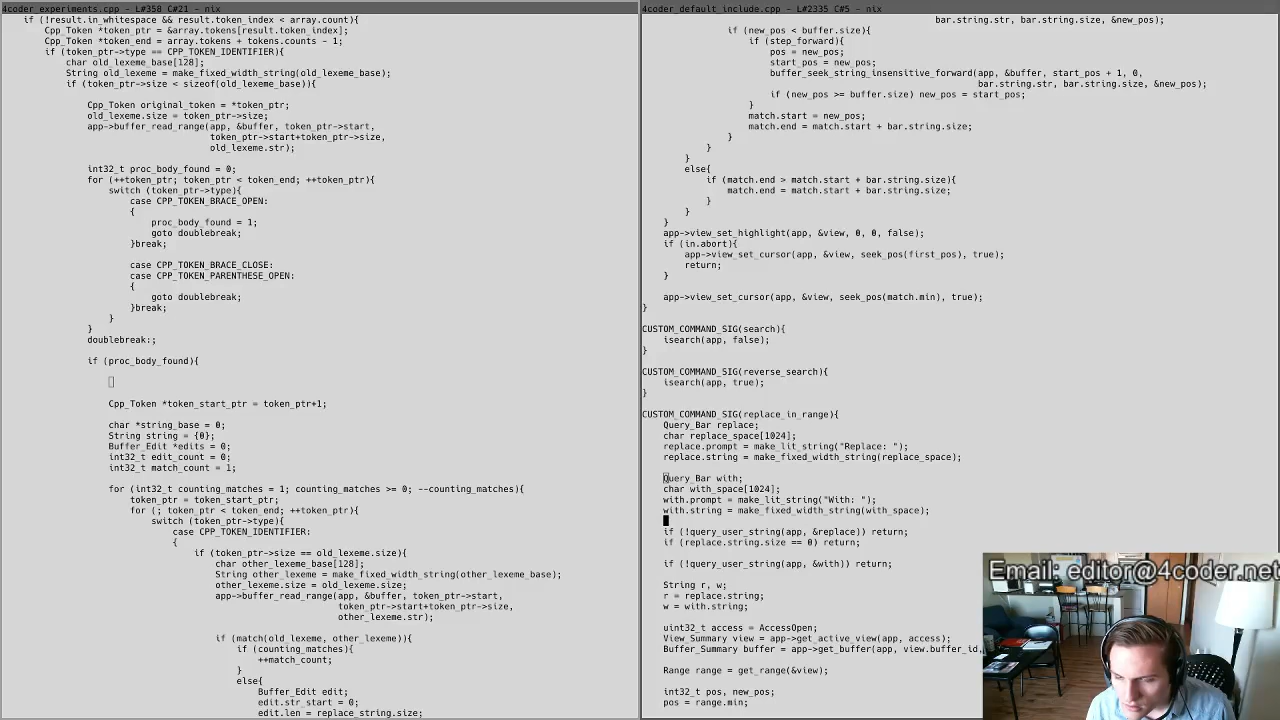 4coder_experiments.cpp - L#358 C#21 - nix
if (!result.in_whitespace && result.token_index < array.count){
Cpp_Token *token_ptr = &array.tokens[result.token_index];
Cpp_Token *token_end = array.tokens + tokens.counts - 1;
if (token_ptr->type == CPP_TOKEN_IDENTIFIER){
char old_lexeme_base[128];
String old_lexeme = make_fixed_width_string(old_lexeme_base);
if (token_ptr->size < sizeof(old_lexeme_base)){
Cpp_Token original_token = *token_ptr;
old_lexeme.size = token_ptr->size;
app->buffer_read_range(app, &buffer, token_ptr->start,
token_ptr->start+token_ptr->size,
old_lexeme.str);
int32_t proc_body_found = 0;
for (++token_ptr; token_ptr < token_end; ++token_ptr){
switch (token_ptr->type){
case CPP_TOKEN_BRACE_OPEN:
{
proc_body_found = 1;
goto doublebreak;
}break;
case CPP_TOKEN_BRACE_CLOSE:
case CPP_TOKEN_PARENTHESE_OPEN:
{
goto doublebreak;
}break;
}
}
doublebreak:;
if (proc_body_found){
Cpp_Token *token_start_ptr = token_ptr+1;
char *string_base = 0;
String string = {0};
Buffer_Edit *edits = 0;
int32_t edit_count = 0;
int32_t match_count = 1;
for (int32_t counting_matches = 1; counting_matches >= 0; --counting_matches){
token_ptr = token_start_ptr;
for (; token_ptr < token_end; ++token_ptr){
switch (token_ptr->type){
case CPP_TOKEN_IDENTIFIER:
{
if (token_ptr->size == old_lexeme.size){
char other_lexeme_base[128];
String other_lexeme = make_fixed_width_string(other_lexeme_base);
other_lexeme.size = old_lexeme.size;
app->buffer_read_range(app, &buffer, token_ptr->start,
token_ptr->start+token_ptr->size,
other_lexeme.str);
if (match(old_lexeme, other_lexeme)){
if (counting_matches){
++match_count;
}
else{
Buffer_Edit edit;
edit.str_start = 0;
edit.len = replace_string.size;
4coder_default_include.cpp - L#2335 C#5 - nix
bar.string.str, bar.string.size, &new_pos);
if (new_pos < buffer.size){
if (step_forward){
pos = new_pos;
start_pos = new_pos;
buffer_seek_string_insensitive_forward(app, &buffer, start_pos + 1, 0,
bar.string.str, bar.string.size, &new_pos);
if (new_pos >= buffer.size) new_pos = start_pos;
}
match.start = new_pos;
match.end = match.start + bar.string.size;
}
}
}
else{
if (match.end > match.start + bar.string.size){
match.end = match.start + bar.string.size;
}
}
}
app->view_set_highlight(app, &view, 0, 0, false);
if (in.abort){
app->view_set_cursor(app, &view, seek_pos(first_pos), true);
return;
}
app->view_set_cursor(app, &view, seek_pos(match.min), true);
}
CUSTOM_COMMAND_SIG(search){
isearch(app, false);
}
CUSTOM_COMMAND_SIG(reverse_search){
isearch(app, true);
}
CUSTOM_COMMAND_SIG(replace_in_range){
Query_Bar replace;
char replace_space[1024];
replace.prompt = make_lit_string("Replace: ");
replace.string = make_fixed_width_string(replace_space);
Query_Bar with;
char with_space[1024];
with.prompt = make_lit_string("With: ");
with.string = make_fixed_width_string(with_space);
if (!query_user_string(app, &replace)) return;
if (replace.string.size == 0) return;
if (!query_user_string(app, &with)) return;
String r, w;
r = replace.string;
w = with.string;
uint32_t access = AccessOpen;
View_Summary view = app->get_active_view(app, access);
Buffer_Summary buffer = app->get_buffer(app, view.buffer_id,
Range range = get_range(&view);
int32_t pos, new_pos;
pos = range.min;
Email: editor@4coder.net